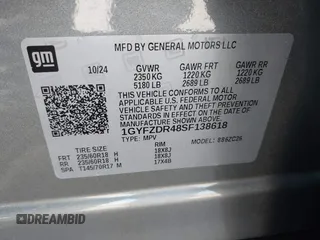 gm
MFD BY GENERAL MOTORS LLC
10/24 GVWR GAWR FRT GAWR RR
2350 KG 1220 KG 1220 KG
5180 LB 2689 LB 2689 LB
THIS VEHICLE CONFORMS TO ALL
APPLICABLE U.S. FEDERAL MOTOR
VEHICLE SAFETY AND THEFT PREVENTION
STANDARDS IN EFFECT ON THE DATE OF
MANUFACTURE SHOWN ABOVE.
1GYFZDR48SF138618
TYPE: MPV MODEL:
RIM
FRT 235/60R18 H 18X8J
RR 235/60R18 H 18X8J
SPA T145/70R17 M 17X4B
DREAMBID